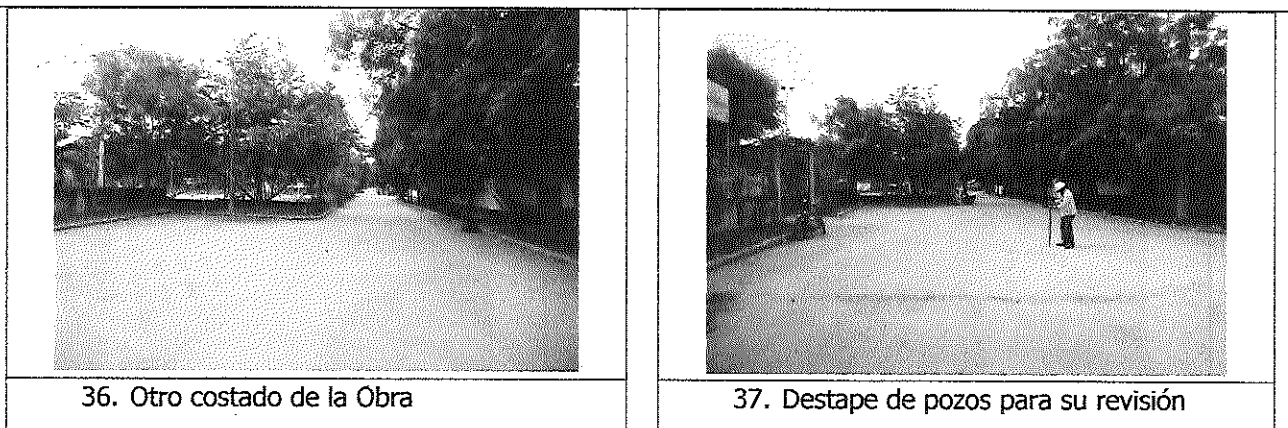 36. Otro costado de la Obra
37. Destape de pozos para su revisión